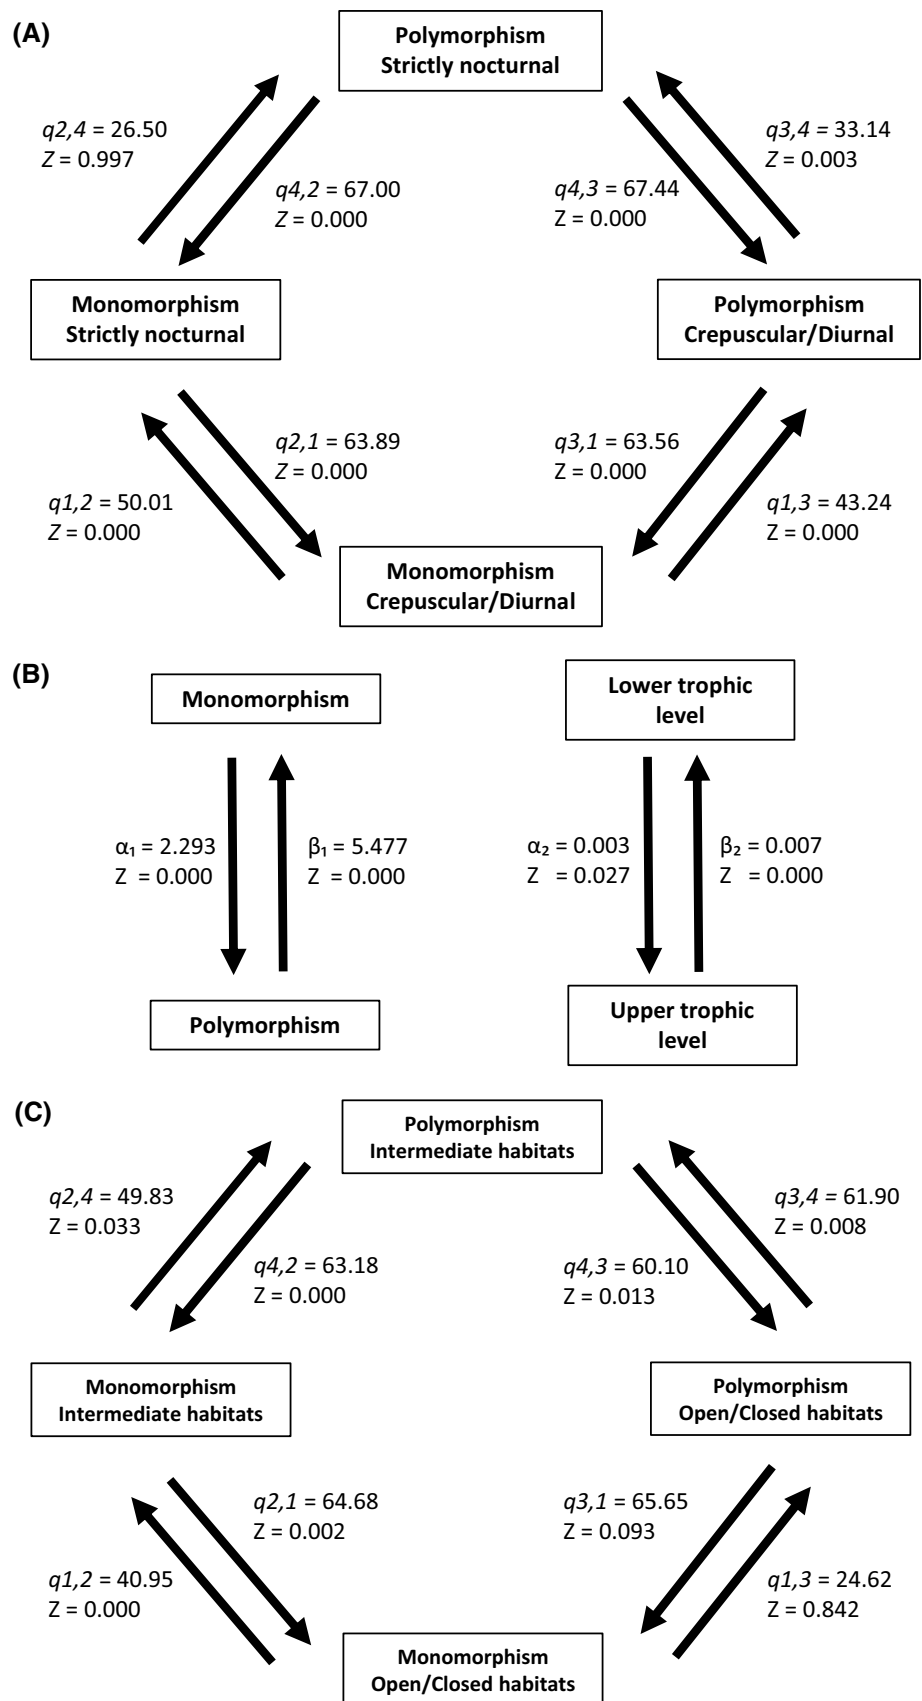 (A)
Polymorphism
Strictly nocturnal
q2,4 = 26.50
Z = 0.997
q4,2 = 67.00
Z = 0.000
q4,3 = 67.44
Z = 0.000
q3,4 = 33.14
Z = 0.003
Monomorphism
Strictly nocturnal
Polymorphism
Crepuscular/Diurnal
q1,2 = 50.01
Z = 0.000
q2,1 = 63.89
Z = 0.000
q3,1 = 63.56
Z = 0.000
q1,3 = 43.24
Z = 0.000
Monomorphism
Crepuscular/Diurnal
(B)
Monomorphism
α₁ = 2.293
Z = 0.000
β₁ = 5.477
Z = 0.000
Polymorphism
Lower trophic
level
α₂ = 0.003
Z = 0.027
β₂ = 0.007
Z = 0.000
Upper trophic
level
(C)
Polymorphism
Intermediate habitats
q2,4 = 49.83
Z = 0.033
q4,2 = 63.18
Z = 0.000
q4,3 = 60.10
Z = 0.013
q3,4 = 61.90
Z = 0.008
Monomorphism
Intermediate habitats
Polymorphism
Open/Closed habitats
q1,2 = 40.95
Z = 0.000
q2,1 = 64.68
Z = 0.002
q3,1 = 65.65
Z = 0.093
q1,3 = 24.62
Z = 0.842
Monomorphism
Open/Closed habitats